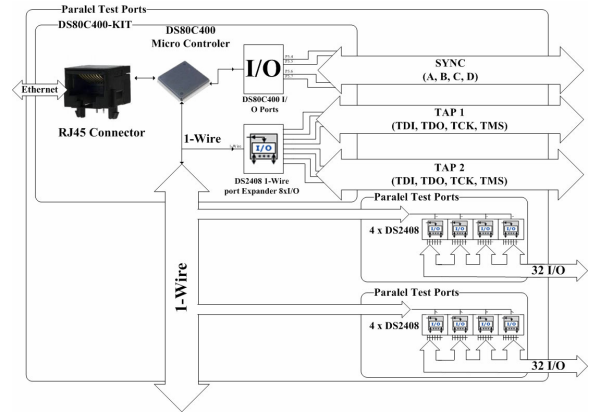 Paralel Test Ports
DS80C400-KIT
DS80C400
Micro Controler
I/O
DS80C400 I/
O Ports
SYNC
(A, B, C, D)
Ethernet
RJ45 Connector
1-Wire
I/O
DS2408 1-Wire
port Expander 8xI/O
TAP 1
(TDI, TDO, TCK, TMS)
TAP 2
(TDI, TDO, TCK, TMS)
Paralel Test Ports
4 x DS2408
I/O I/O I/O I/O
32 I/O
1-Wire
Paralel Test Ports
4 x DS2408
I/O I/O I/O I/O
32 I/O